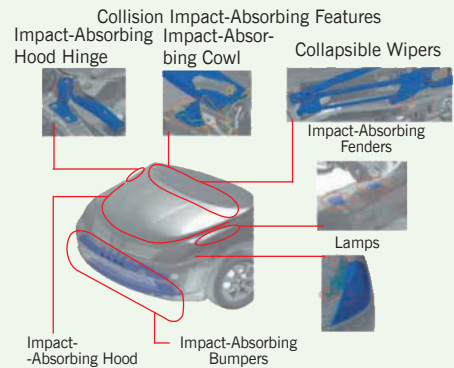 Collision Impact-Absorbing Features
Impact-Absorbing
Hood Hinge
Impact-Absor-
bing Cowl
Collapsible Wipers
Impact-Absorbing
Fenders
Lamps
Impact-
-Absorbing Hood
Impact-Absorbing
Bumpers